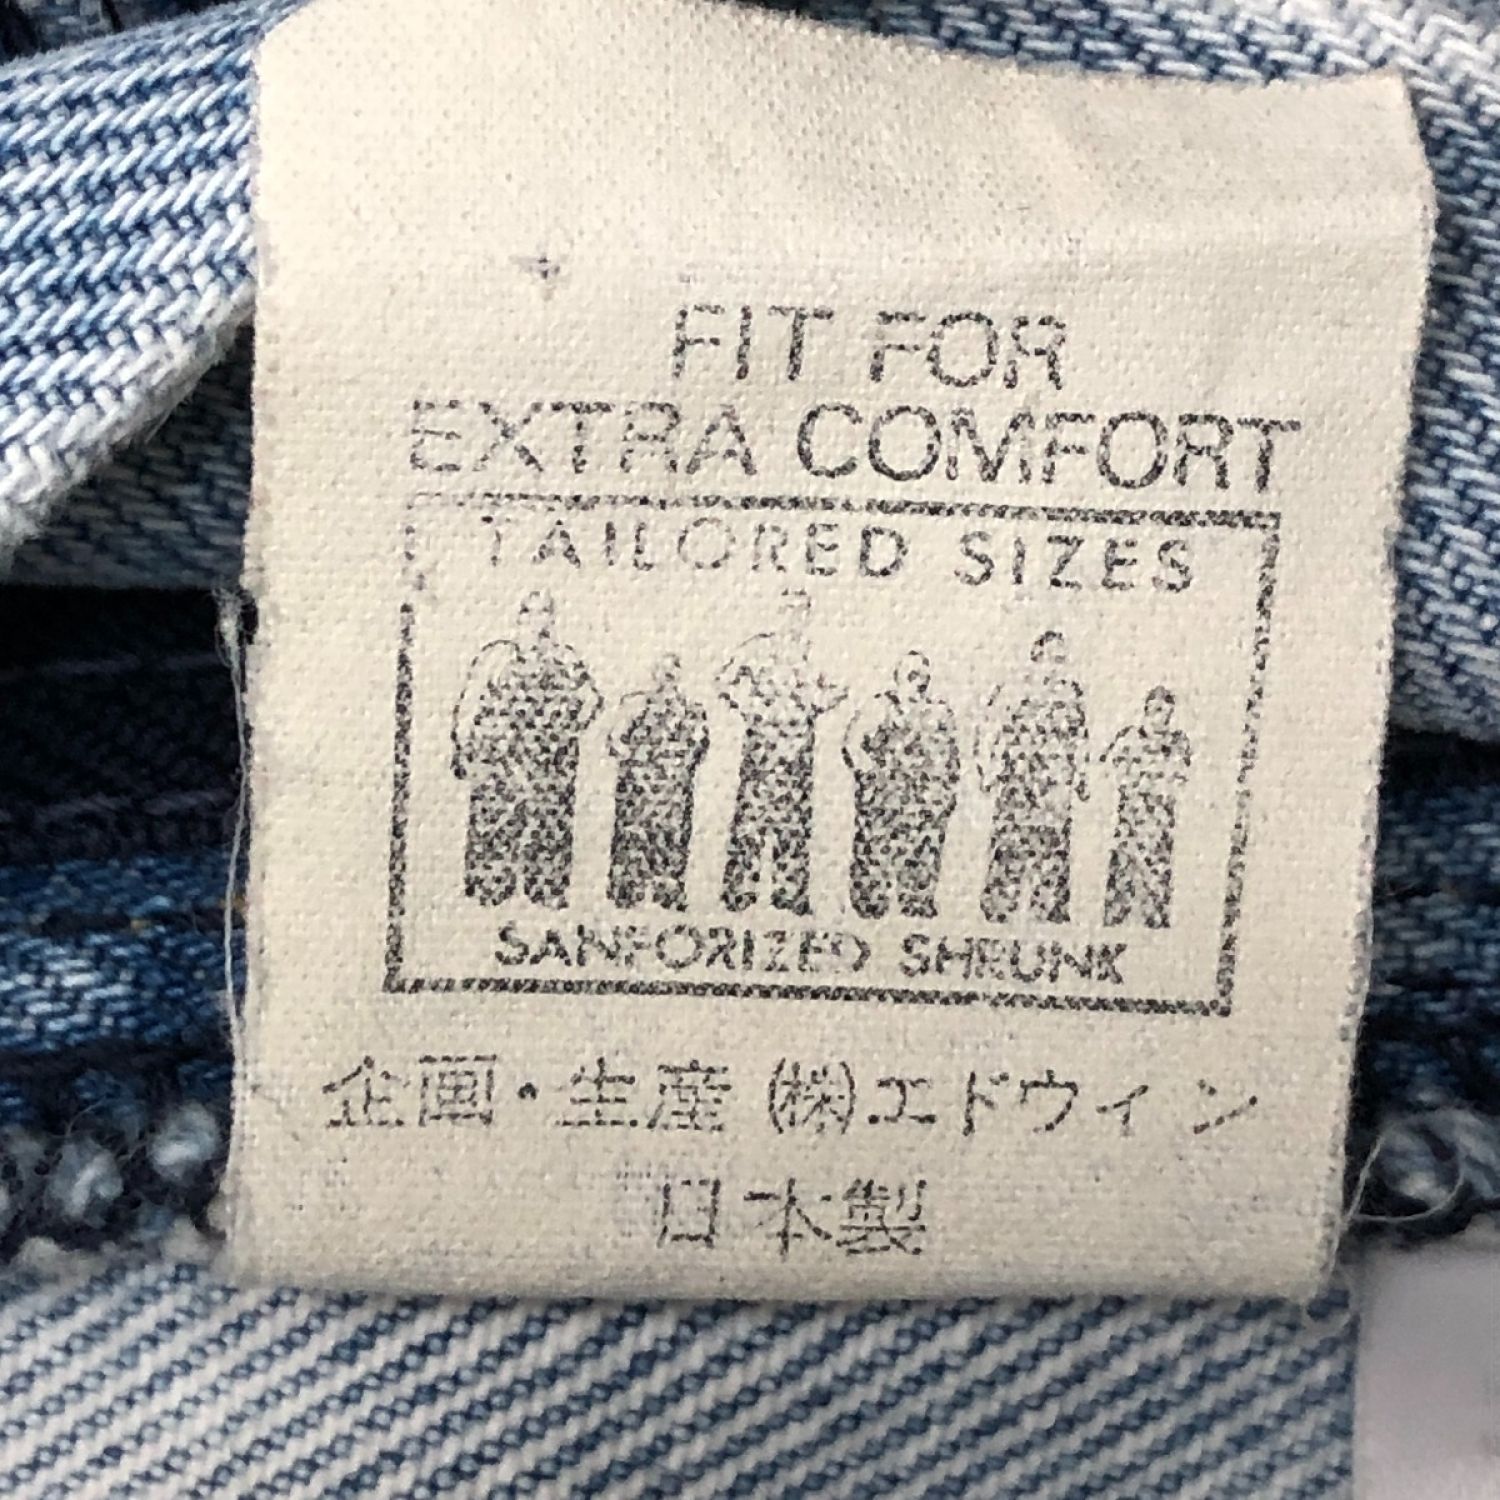 FIT FOR
EXTRA COMFORT
TAILORED SIZES
SANFORIZED SHRUNK
企画・生産 (株)エドウィン
日本製